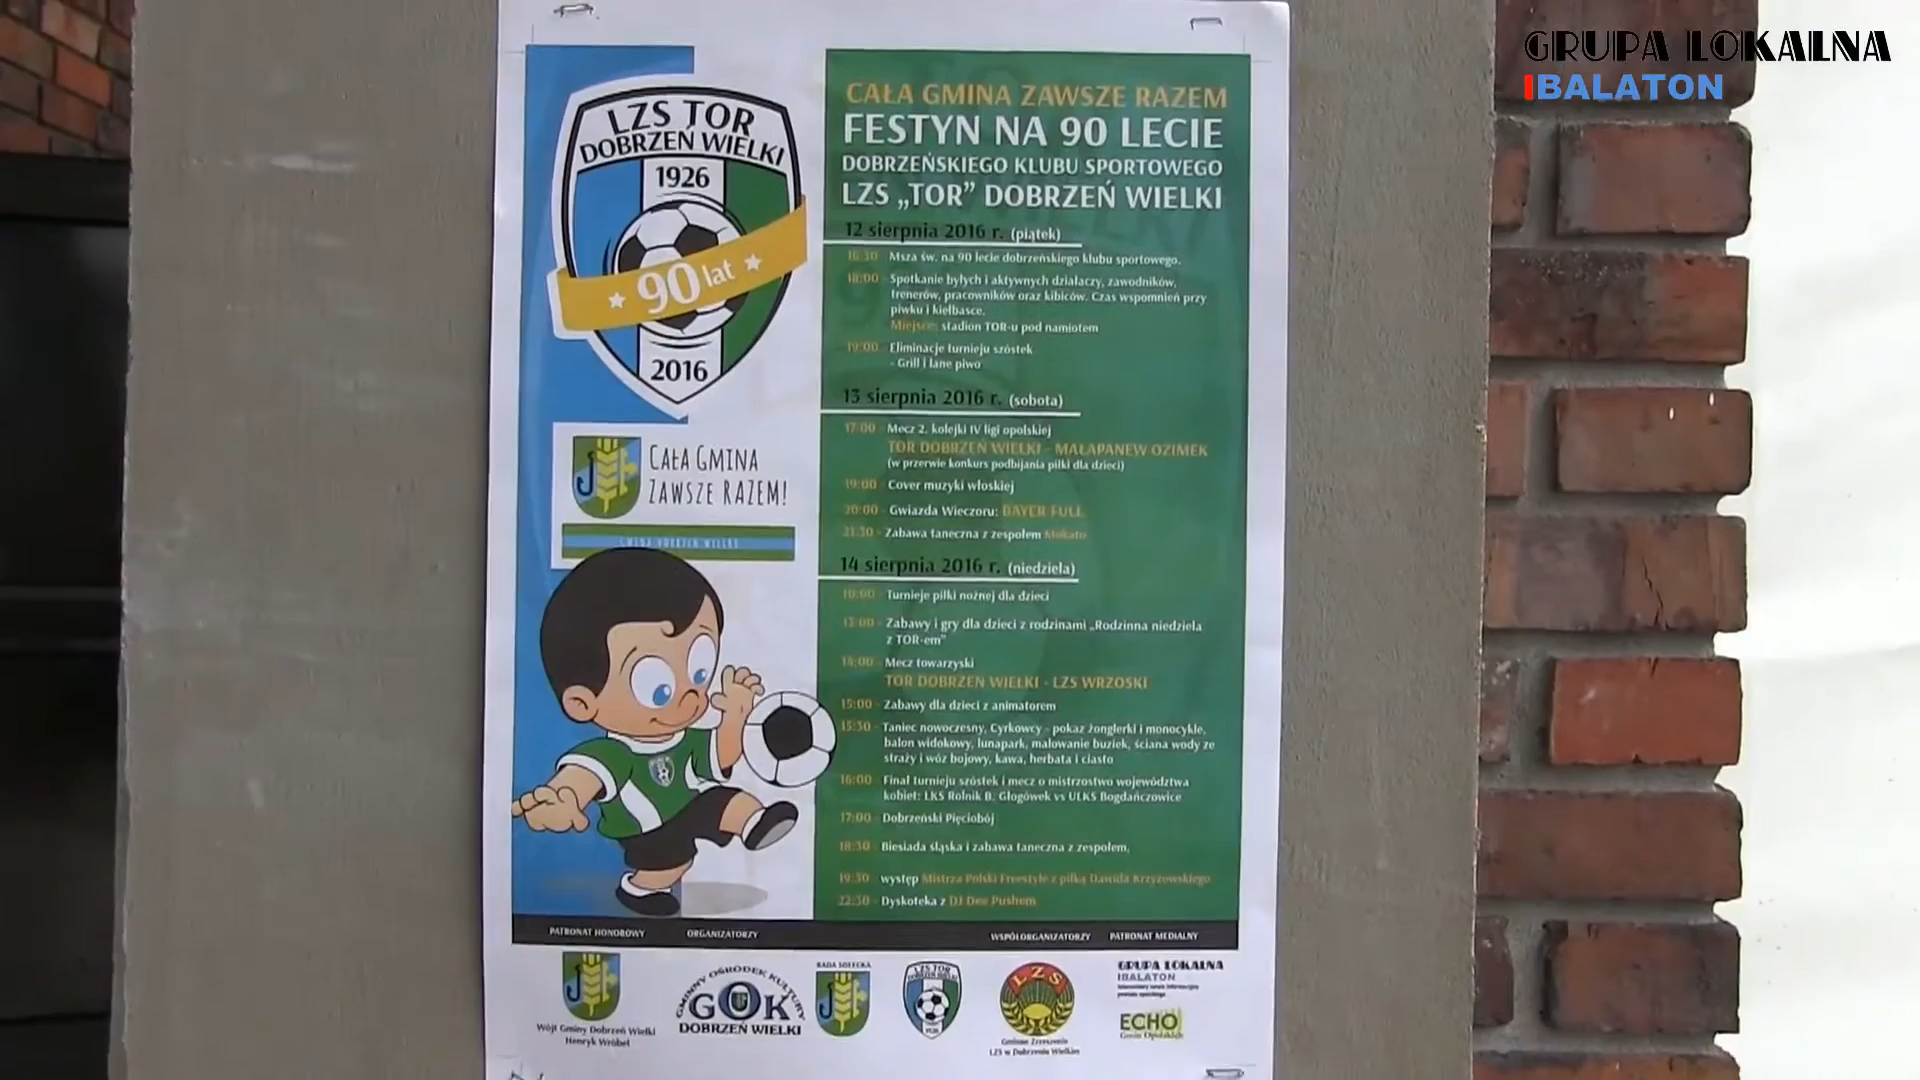 GRUPA LOKALNA
IBALATON
LZS TOR
DOBRZEŃ WIELKI
1926
90 lat
2016
CAŁA GMINA
ZAWSZE RAZEM!
CAŁA GMINA ZAWSZE RAZEM
FESTYN NA 90 LECIE
DOBRZEŃSKIEGO KLUBU SPORTOWEGO
LZS „TOR” DOBRZEŃ WIELKI
12 sierpnia 2016 r. (piątek)
16:30 Msza św. na 90 lecie dobrzeńskiego klubu sportowego.
18:00 Spotkanie byłych i aktywnych działaczy, zawodników,
trenerów, pracowników oraz kibiców. Czas wspomnień przy
piwku i kiełbasce.
Miejsce: stadion TOR-u pod namiotem
19:00 Eliminacje turnieju szóstek
- Grill i lane piwo
13 sierpnia 2016 r. (sobota)
17:00 - Mecz 2. kolejki IV ligi opolskiej
TOR DOBRZEŃ WIELKI - MAŁAPANEW OZIMEK
(w przerwie konkurs podbijania piłki dla dzieci)
19:00 - Cover muzyki włoskiej
20:00 - Gwiazda Wieczoru: BAYER FULL
21:30 - Zabawa taneczna z zespołem
14 sierpnia 2016 r. (niedziela)
10:00 - Turnieje piłki nożnej dla dzieci
13:00 - Zabawy i gry dla dzieci z rodzinami „Rodzinna niedziela
z TOR-em”
14:00 - Mecz towarzyski
TOR DOBRZEŃ WIELKI - LZS WRZOSKI
15:00 - Zabawy dla dzieci z animatorem
15:30 - Taniec nowoczesny, Cyrkowcy - pokaz żonglerki i monocykle,
balon widokowy, lunapark, malowanie buziek, ściana wody ze
straży i wóz bojowy, kawa, herbata i ciasto
16:00 - Finał turnieju szóstek i mecz o mistrzostwo województwa
kobiet: LKS Rolnik B. Głogówek vs ULKS Bogdańczowice
17:00 - Dobrzeński Pięciobój
18:30 - Biesiada śląska i zabawa taneczna z zespołem,
19:30 występ Mistrza Polski Freestyle z piłką Dawida Krzyżowskiego
22:30 - Dyskoteka z DJ Dee Pushem
PATRONAT HONOROWY ORGANIZATORZY WSPÓŁORGANIZATORZY PATRONAT MEDIALNY
Wójt Gminy Dobrzeń Wielki
Henryk Wróbel
GMINNY OŚRODEK KULTURY
GOK
DOBRZEŃ WIELKI
RADA SOŁECKA
LZS TOR
DOBRZEŃ WIELKI
LZS
Gminne Zrzeszenie
LZS w Dobrzeniu Wielkim
GRUPA LOKALNA
IBALATON
ECHO
Gmin Opolskich